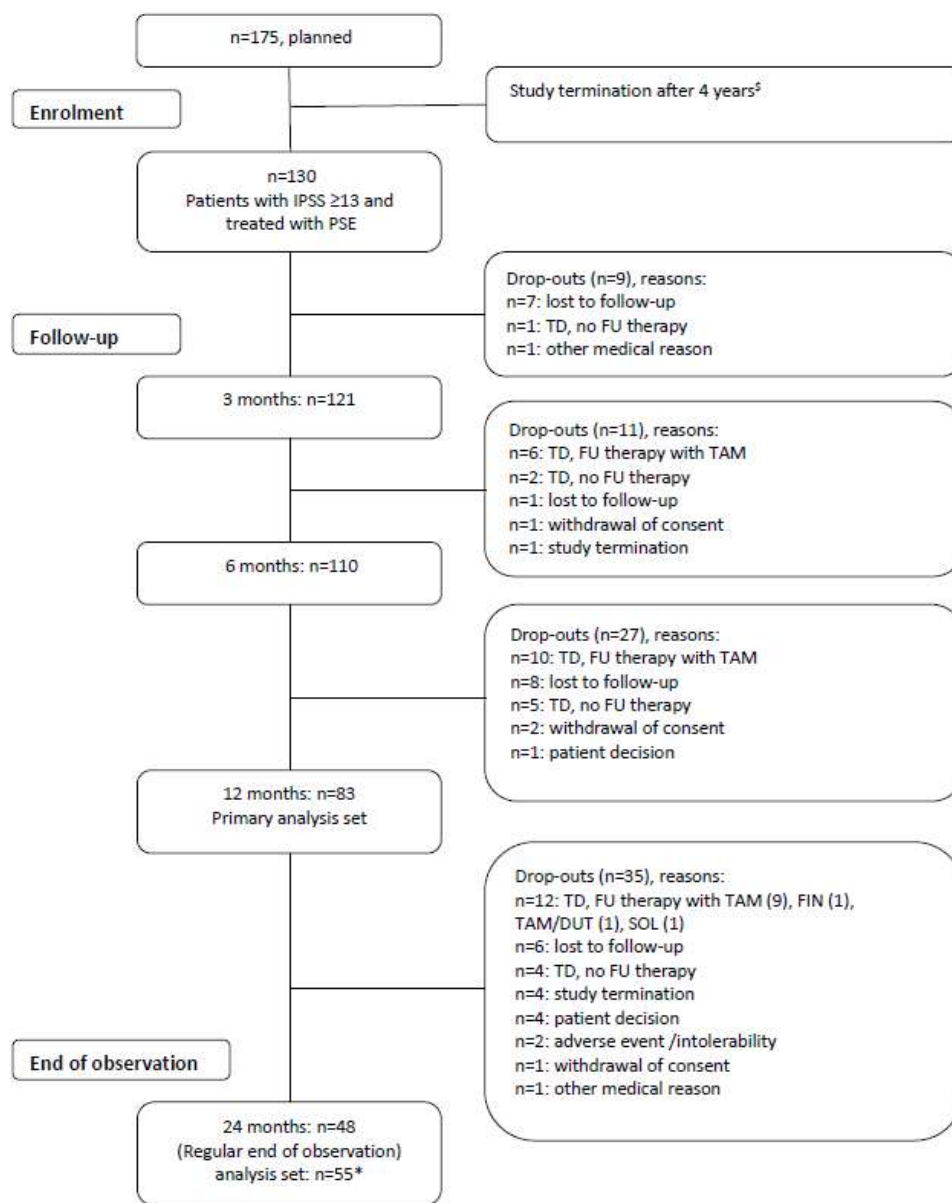 n=175, planned
Enrolment
Study termination after 4 years$
n=130
Patients with IPSS ≥13 and
treated with PSE
Drop-outs (n=9), reasons:
n=7: lost to follow-up
n=1: TD, no FU therapy
n=1: other medical reason
Follow-up
3 months: n=121
Drop-outs (n=11), reasons:
n=6: TD, FU therapy with TAM
n=2: TD, no FU therapy
n=1: lost to follow-up
n=1: withdrawal of consent
n=1: study termination
6 months: n=110
Drop-outs (n=27), reasons:
n=10: TD, FU therapy with TAM
n=8: lost to follow-up
n=5: TD, no FU therapy
n=2: withdrawal of consent
n=1: patient decision
12 months: n=83
Primary analysis set
Drop-outs (n=35), reasons:
n=12: TD, FU therapy with TAM (9), FIN (1),
TAM/DUT (1), SOL (1)
n=6: lost to follow-up
n=4: TD, no FU therapy
n=4: study termination
n=4: patient decision
n=2: adverse event /intolerability
n=1: withdrawal of consent
n=1: other medical reason
End of observation
24 months: n=48
(Regular end of observation)
analysis set: n=55*